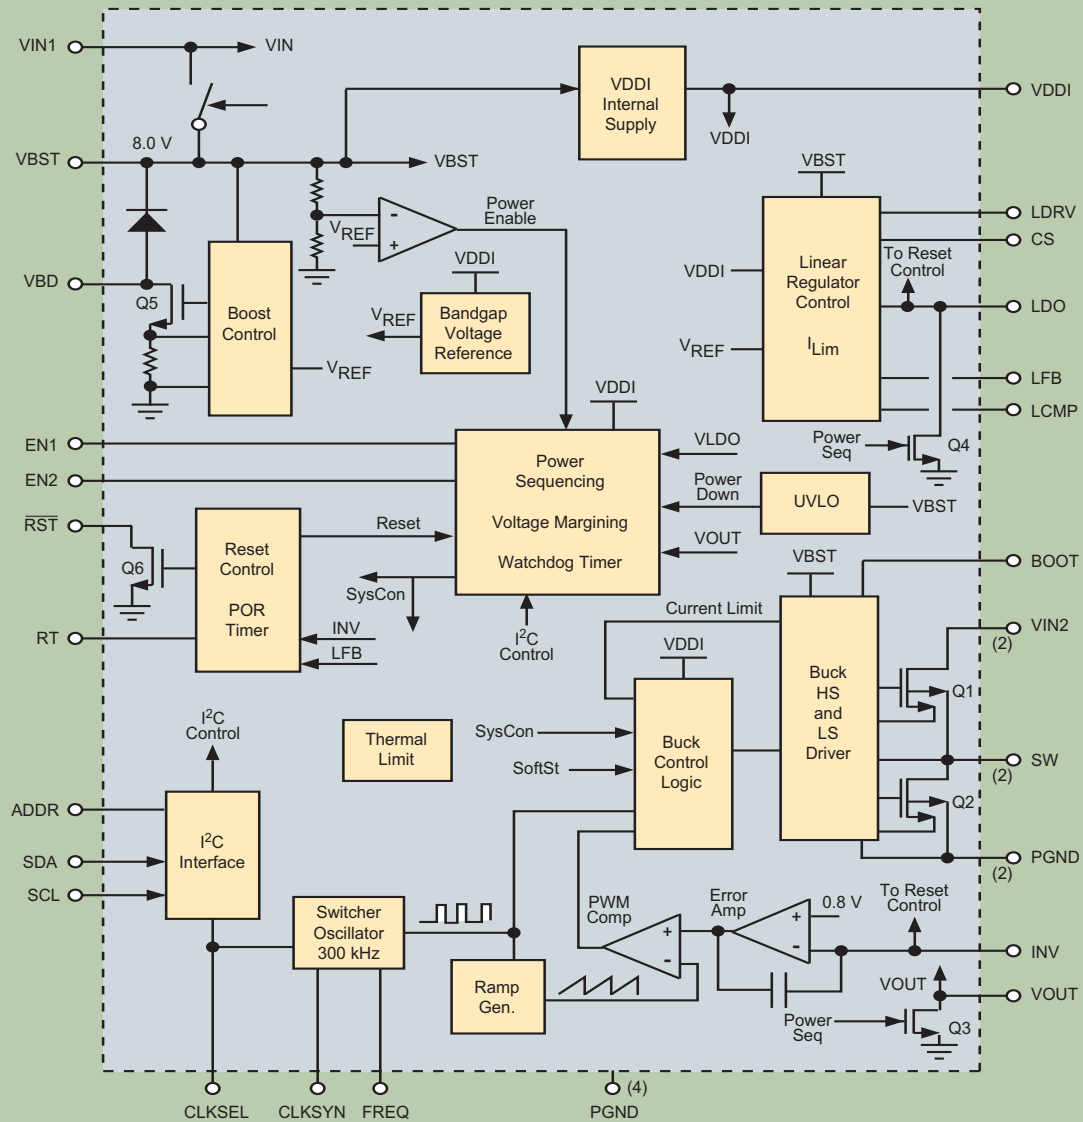 VIN1
VIN
VDDI
Internal
Supply
VDDI
VDDI
8.0 V
VBST
VBST
VBST
Power
Enable
-
+
VREF
LDRV
CS
To Reset
Control
VDDI
Linear
Regulator
Control
ILim
VDDI
VBD
Q5
Boost
Control
VREF
Bandgap
Voltage
Reference
LDO
VREF
VREF
LFB
LCMP
VDDI
EN1
EN2
Power
Sequencing
Voltage Margining
Watchdog Timer
VLDO
Power
Seq
Q4
Power
Down
UVLO
VBST
VOUT
RST
Q6
Reset
Control
POR
Timer
Reset
SysCon
INV
LFB
RT
I2C
Control
VBST
BOOT
Current Limit
VIN2
(2)
VDDI
Buck
HS
and
LS
Driver
Q1
SysCon
SoftSt
Buck
Control
Logic
SW
(2)
Q2
PGND
(2)
Thermal
Limit
I2C
Control
ADDR
SDA
SCL
I2C
Interface
Switcher
Oscillator
300 kHz
Ramp
Gen.
PWM
Comp
+
-
Error
Amp
+
-
0.8 V
To Reset
Control
INV
VOUT
VOUT
Power
Seq
Q3
CLKSEL
CLKSYN
FREQ
(4)
PGND